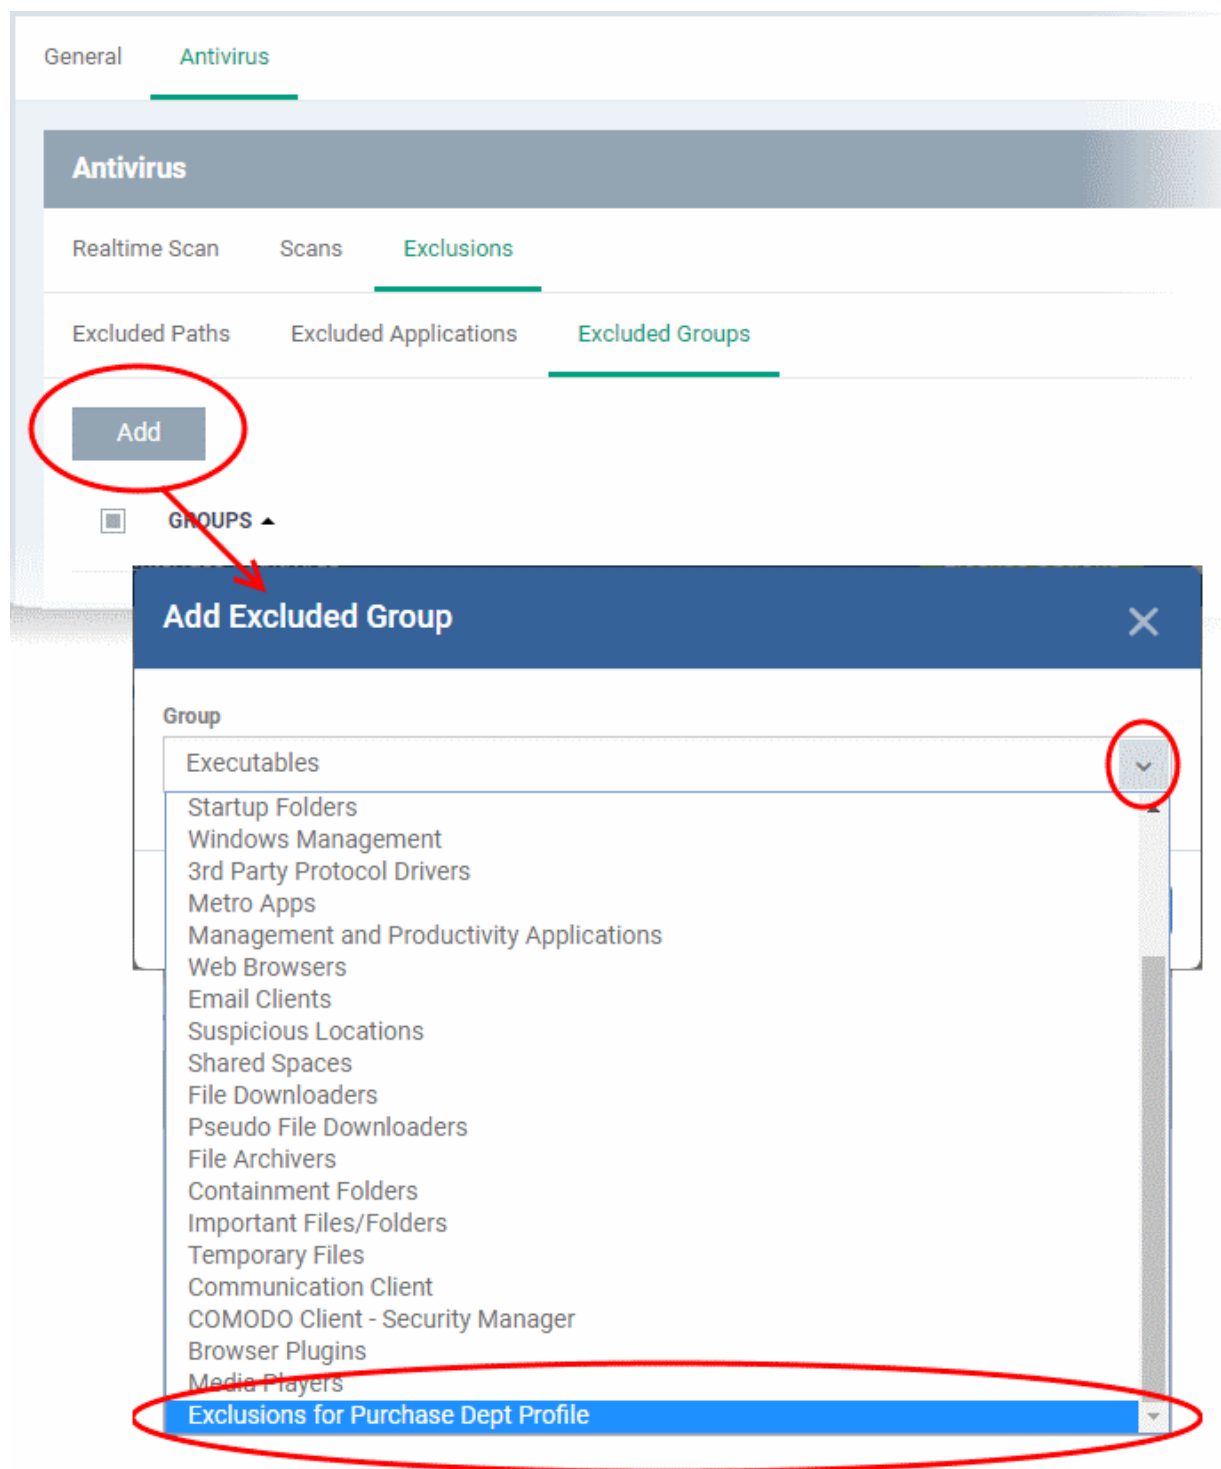 General Antivirus
Antivirus
Realtime Scan Scans Exclusions
Excluded Paths Excluded Applications Excluded Groups
Add
GROUPS
Add Excluded Group
Group
Executables
Startup Folders
Windows Management
3rd Party Protocol Drivers
Metro Apps
Management and Productivity Applications
Web Browsers
Email Clients
Suspicious Locations
Shared Spaces
File Downloaders
Pseudo File Downloaders
File Archivers
Containment Folders
Important Files/Folders
Temporary Files
Communication Client
COMODO Client - Security Manager
Browser Plugins
Media Players
Exclusions for Purchase Dept Profile